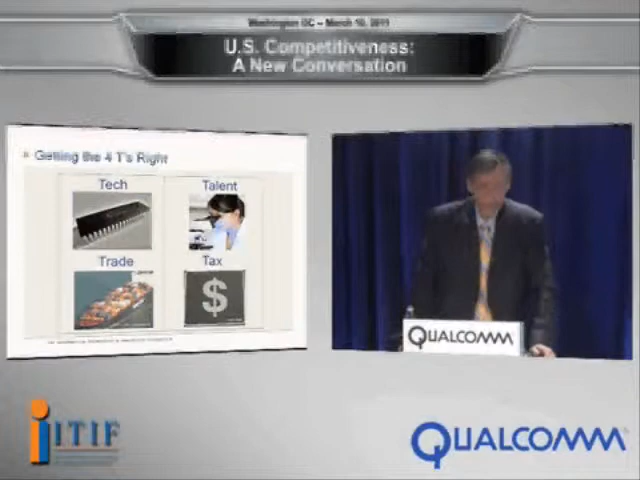 Washington DC – March 10, 2011
U.S. Competitiveness:
A New Conversation
Getting the 4 T's Right
Tech
Talent
Trade
Tax
$
QUALCOMM
ITIF
QUALCOMM